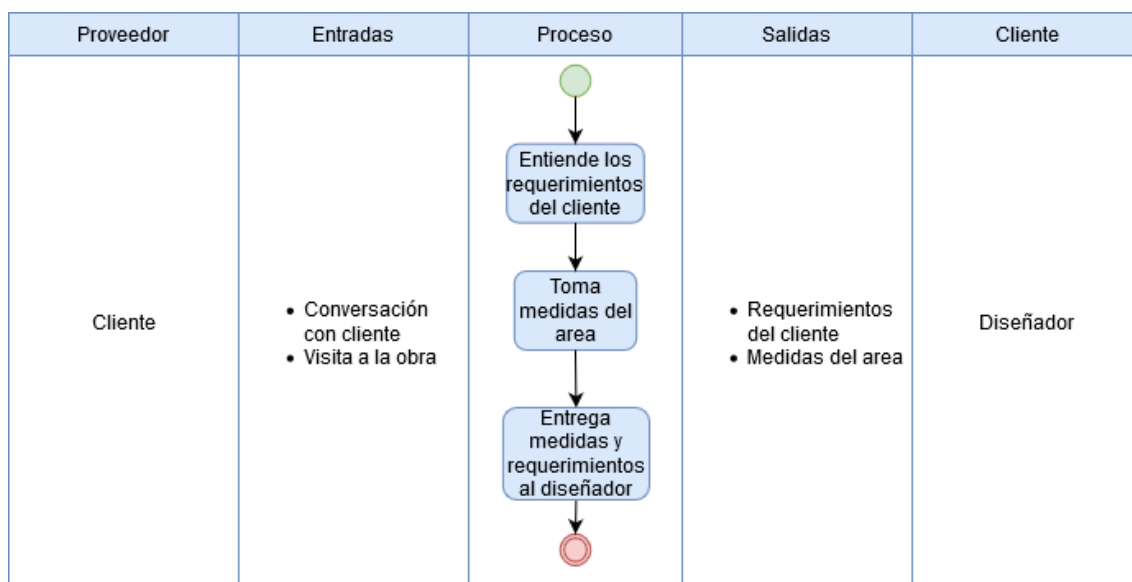 Proveedor
Entradas
Proceso
Salidas
Cliente
Cliente
• Conversación
con cliente
• Visita a la obra
Entiende los
requerimientos
del cliente
Toma
medidas del
area
Entrega
medidas y
requerimientos
al diseñador
• Requerimientos
del cliente
• Medidas del area
Diseñador